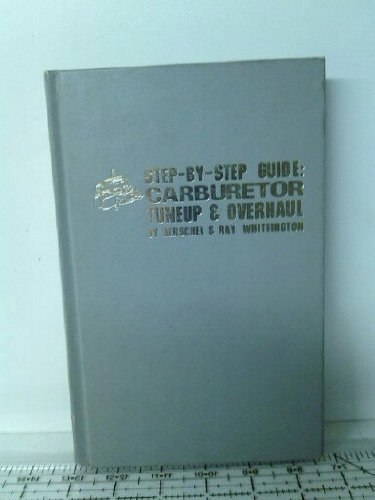 STEP-BY-STEP GUIDE:
CARBURETOR
TUNEUP & OVERHAUL
BY HERSCHEL & RAY WHITTINGTON